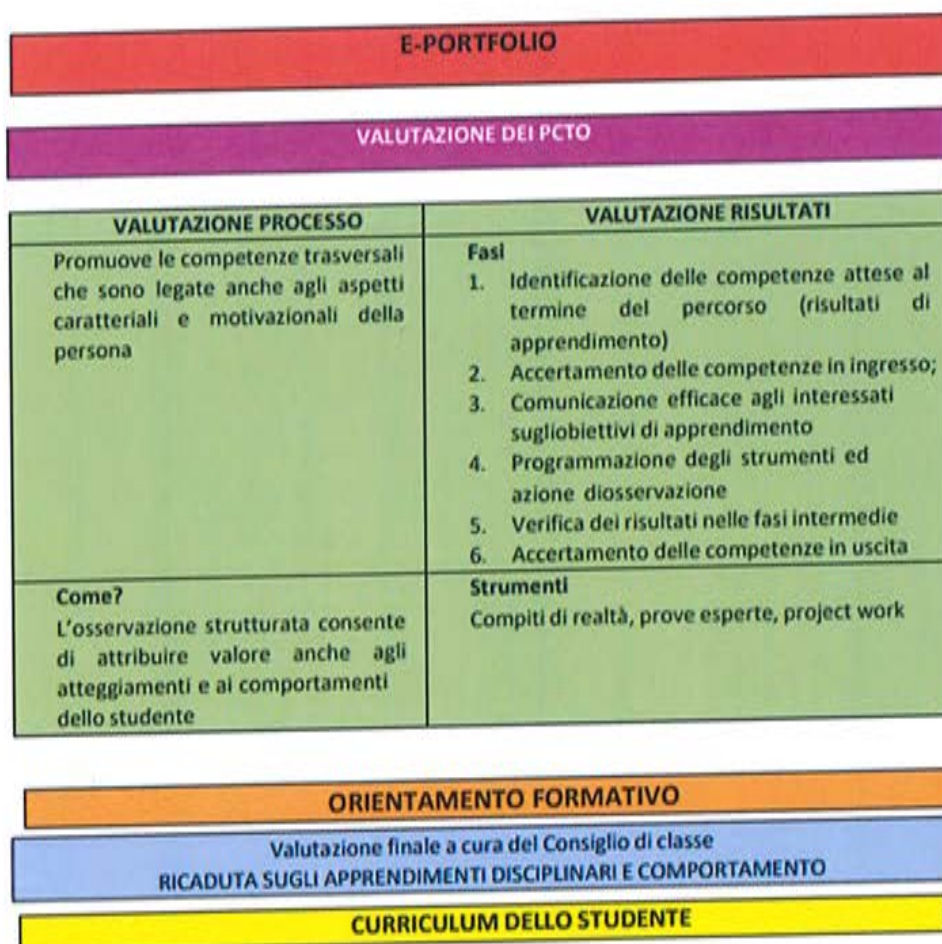 E-PORTFOLIO
VALUTAZIONE DEI PCTO
VALUTAZIONE PROCESSO
Promuove le competenze trasversali
che sono legate anche agli aspetti
caratteriali e motivazionali della
persona
VALUTAZIONE RISULTATI
Fasi
1. Identificazione delle competenze attese al
termine del percorso (risultati di
apprendimento)
2. Accertamento delle competenze in ingresso;
3. Comunicazione efficace agli interessati
sugliobiettivi di apprendimento
4. Programmazione degli strumenti ed
azione diosservazione
5. Verifica dei risultati nelle fasi intermedie
6. Accertamento delle competenze in uscita
Come?
L'osservazione strutturata consente
di attribuire valore anche agli
atteggiamenti e ai comportamenti
dello studente
Strumenti
Compiti di realtà, prove esperte, project work
ORIENTAMENTO FORMATIVO
Valutazione finale a cura del Consiglio di classe
RICADUTA SUGLI APPRENDIMENTI DISCIPLINARI E COMPORTAMENTO
CURRICULUM DELLO STUDENTE